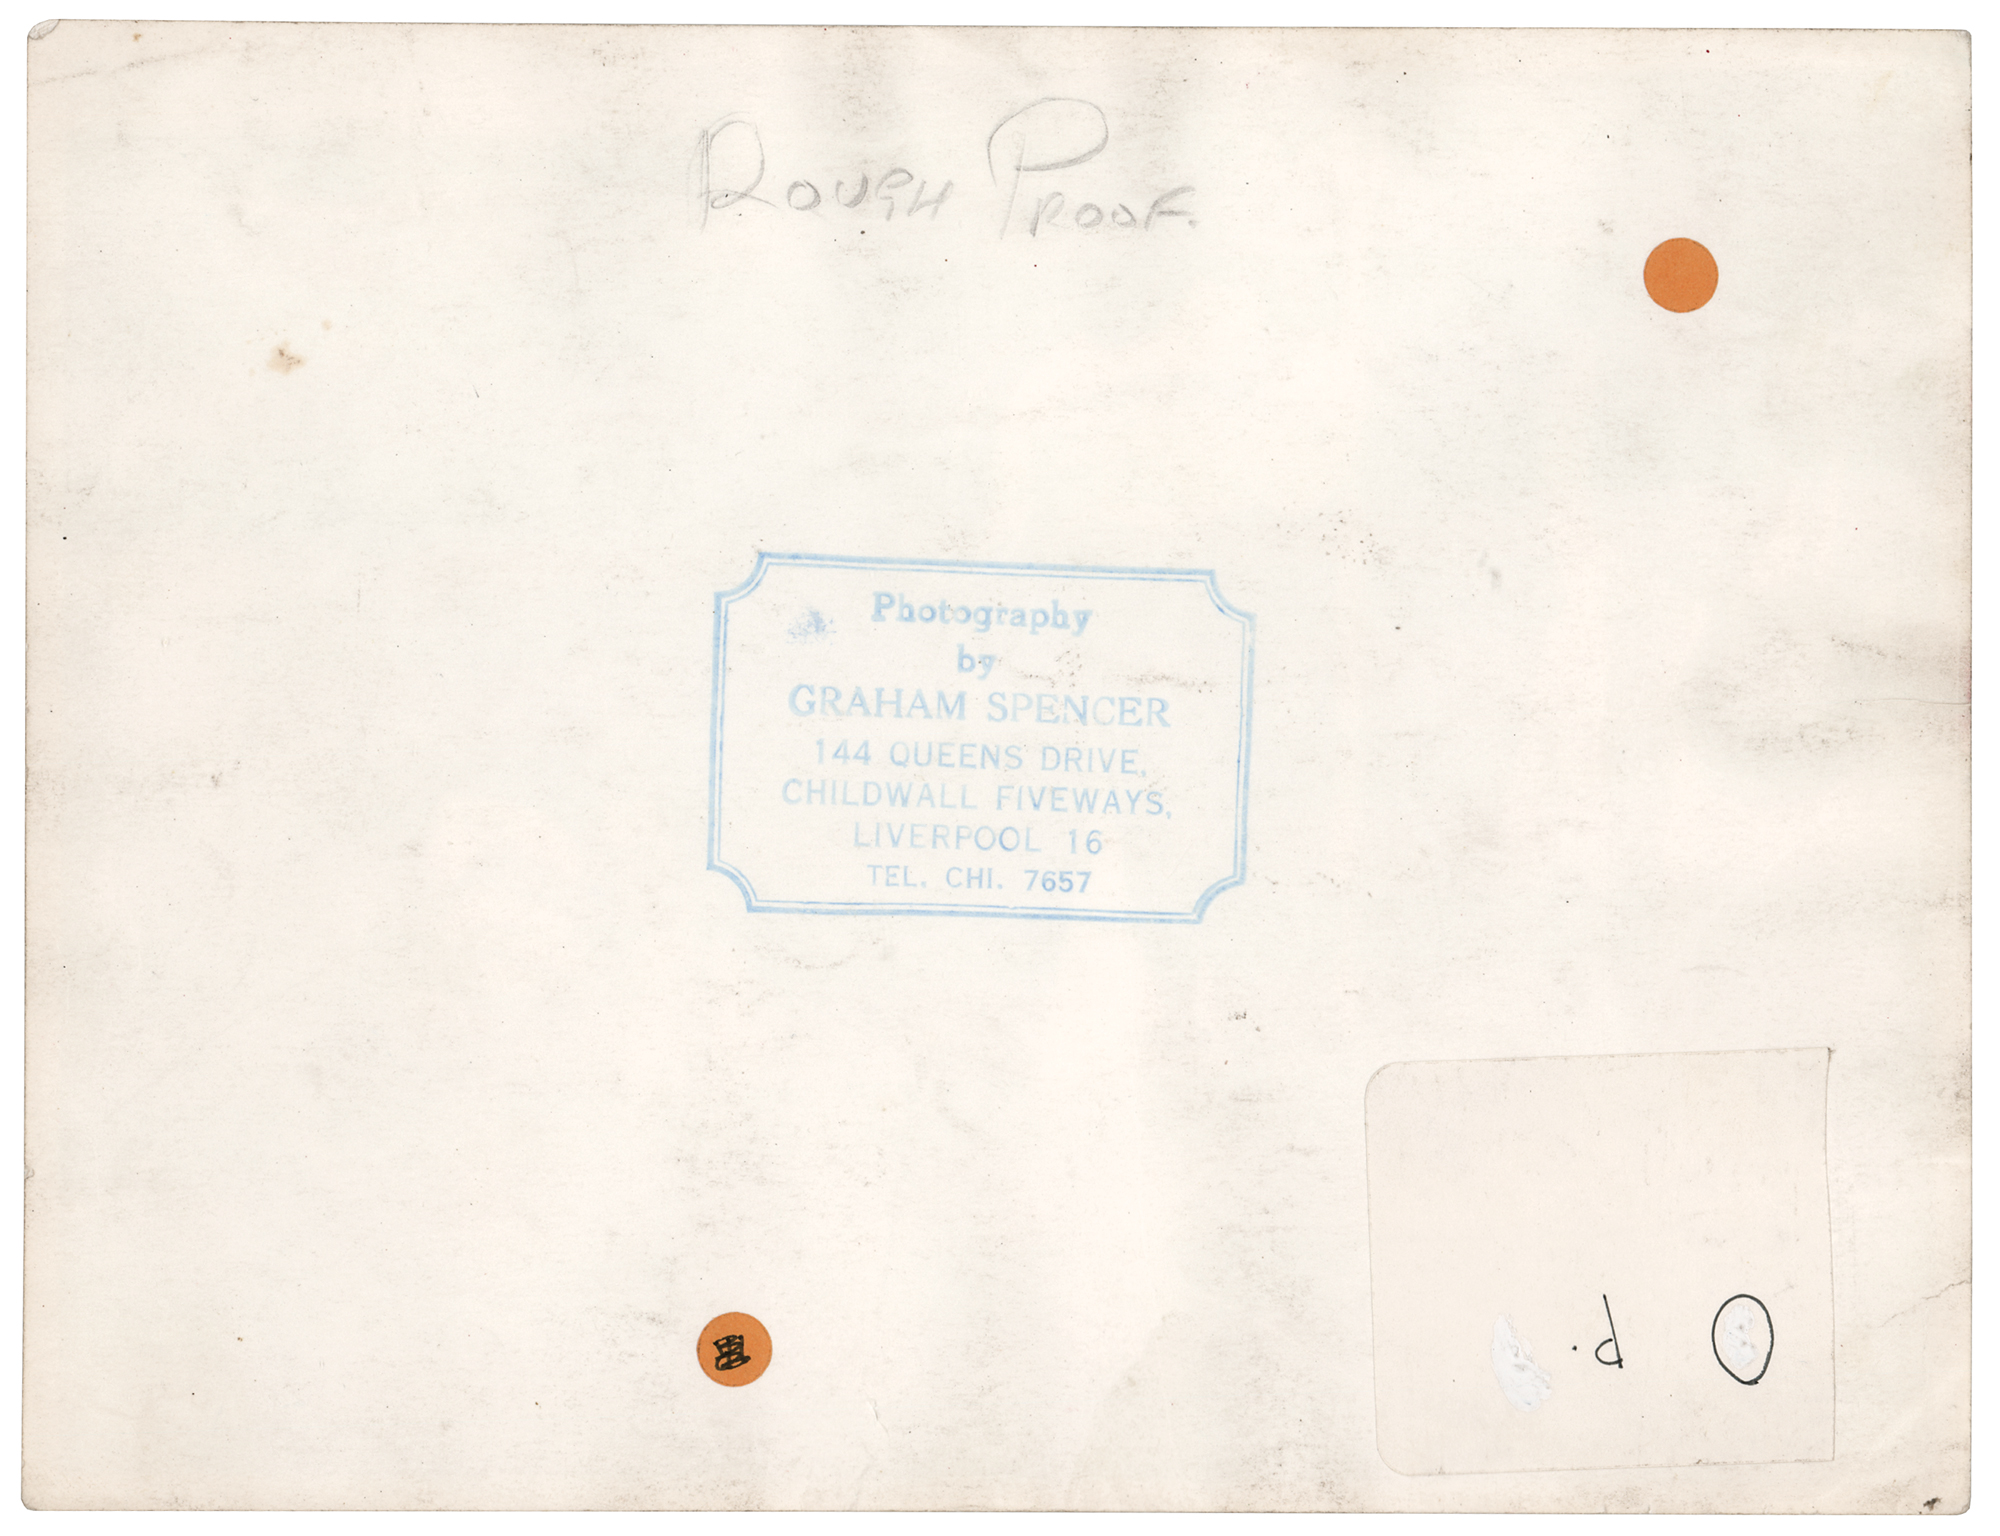 ROUGH PROOF.
Photography
by
GRAHAM SPENCER
144 QUEENS DRIVE,
CHILDWALL FIVEWAYS,
LIVERPOOL 16
TEL. CHI. 7657
O P.